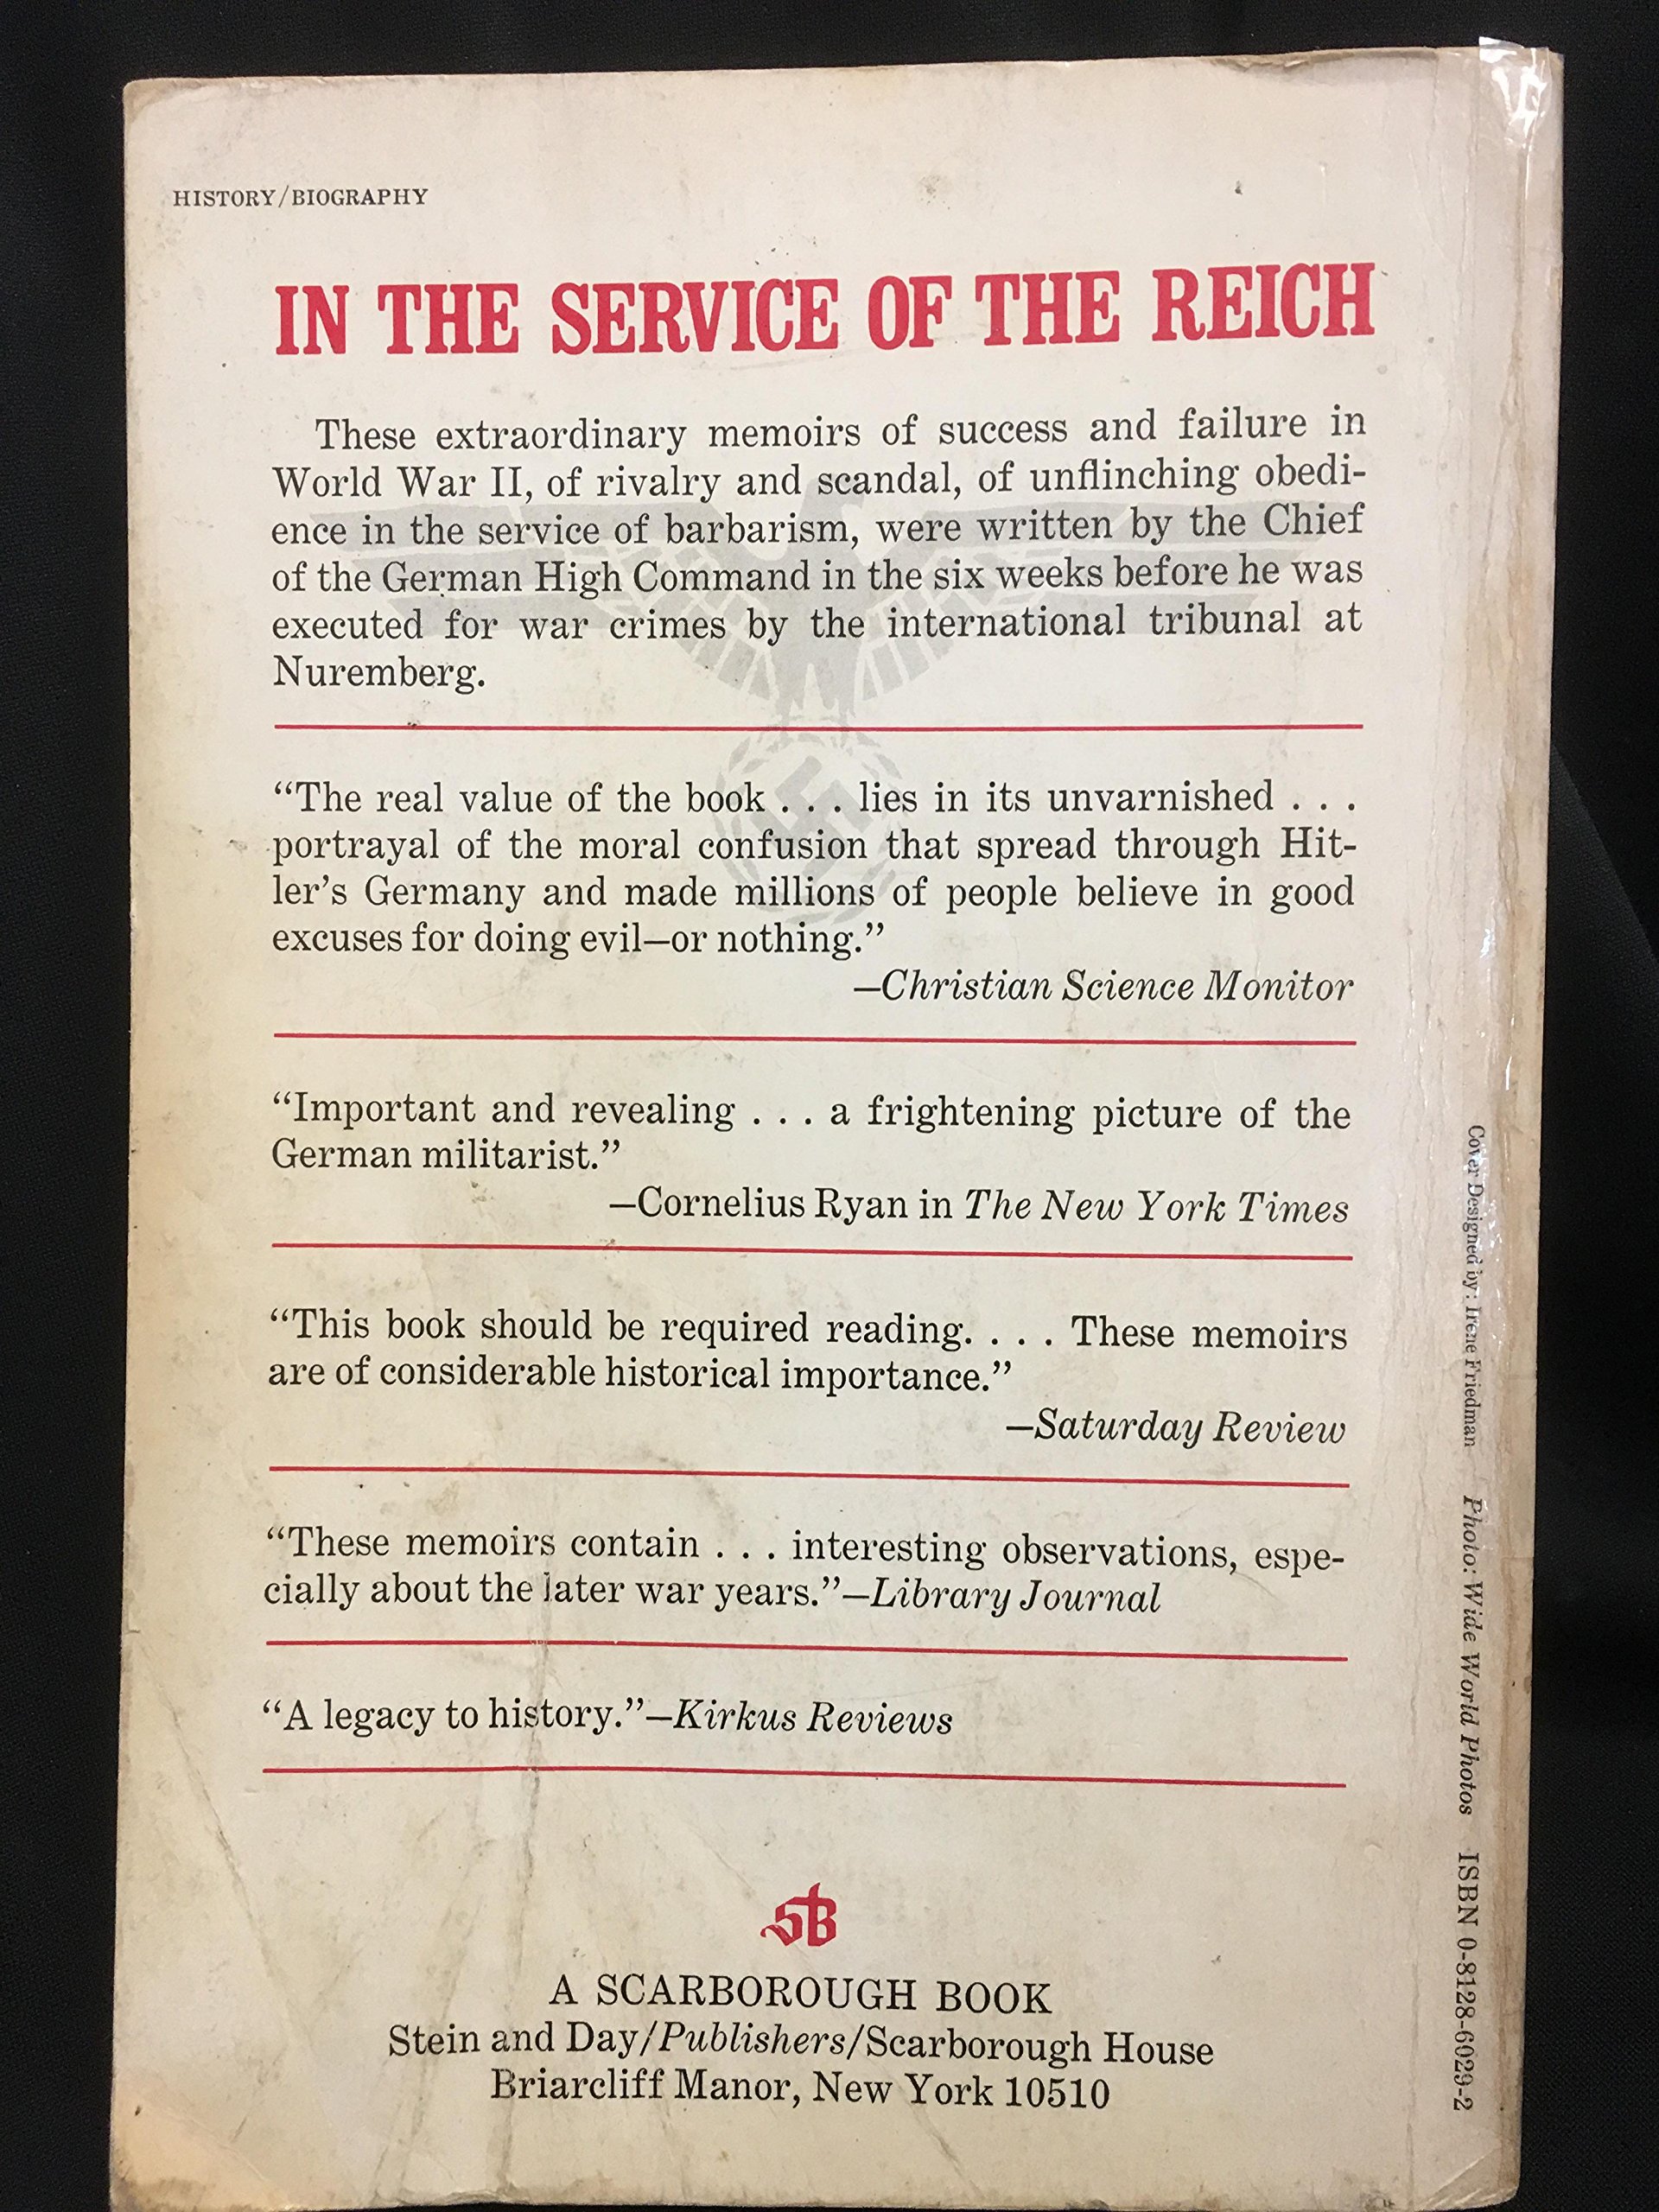 HISTORY/BIOGRAPHY
IN THE SERVICE OF THE REICH
These extraordinary memoirs of success and failure in
World War II, of rivalry and scandal, of unflinching obedi-
ence in the service of barbarism, were written by the Chief
of the German High Command in the six weeks before he was
executed for war crimes by the international tribunal at
Nuremberg.
“The real value of the book . . . lies in its unvarnished . . .
portrayal of the moral confusion that spread through Hit-
ler’s Germany and made millions of people believe in good
excuses for doing evil—or nothing.”
—Christian Science Monitor
“Important and revealing . . . a frightening picture of the
German militarist.”
—Cornelius Ryan in The New York Times
“This book should be required reading. . . . These memoirs
are of considerable historical importance.”
—Saturday Review
“These memoirs contain . . . interesting observations, espe-
cially about the later war years.”—Library Journal
“A legacy to history.”—Kirkus Reviews
SB
A SCARBOROUGH BOOK
Stein and Day/Publishers/Scarborough House
Briarcliff Manor, New York 10510
Cover Designed by: Irene Friedman Photo: Wide World Photos ISBN 0-8128-6029-2